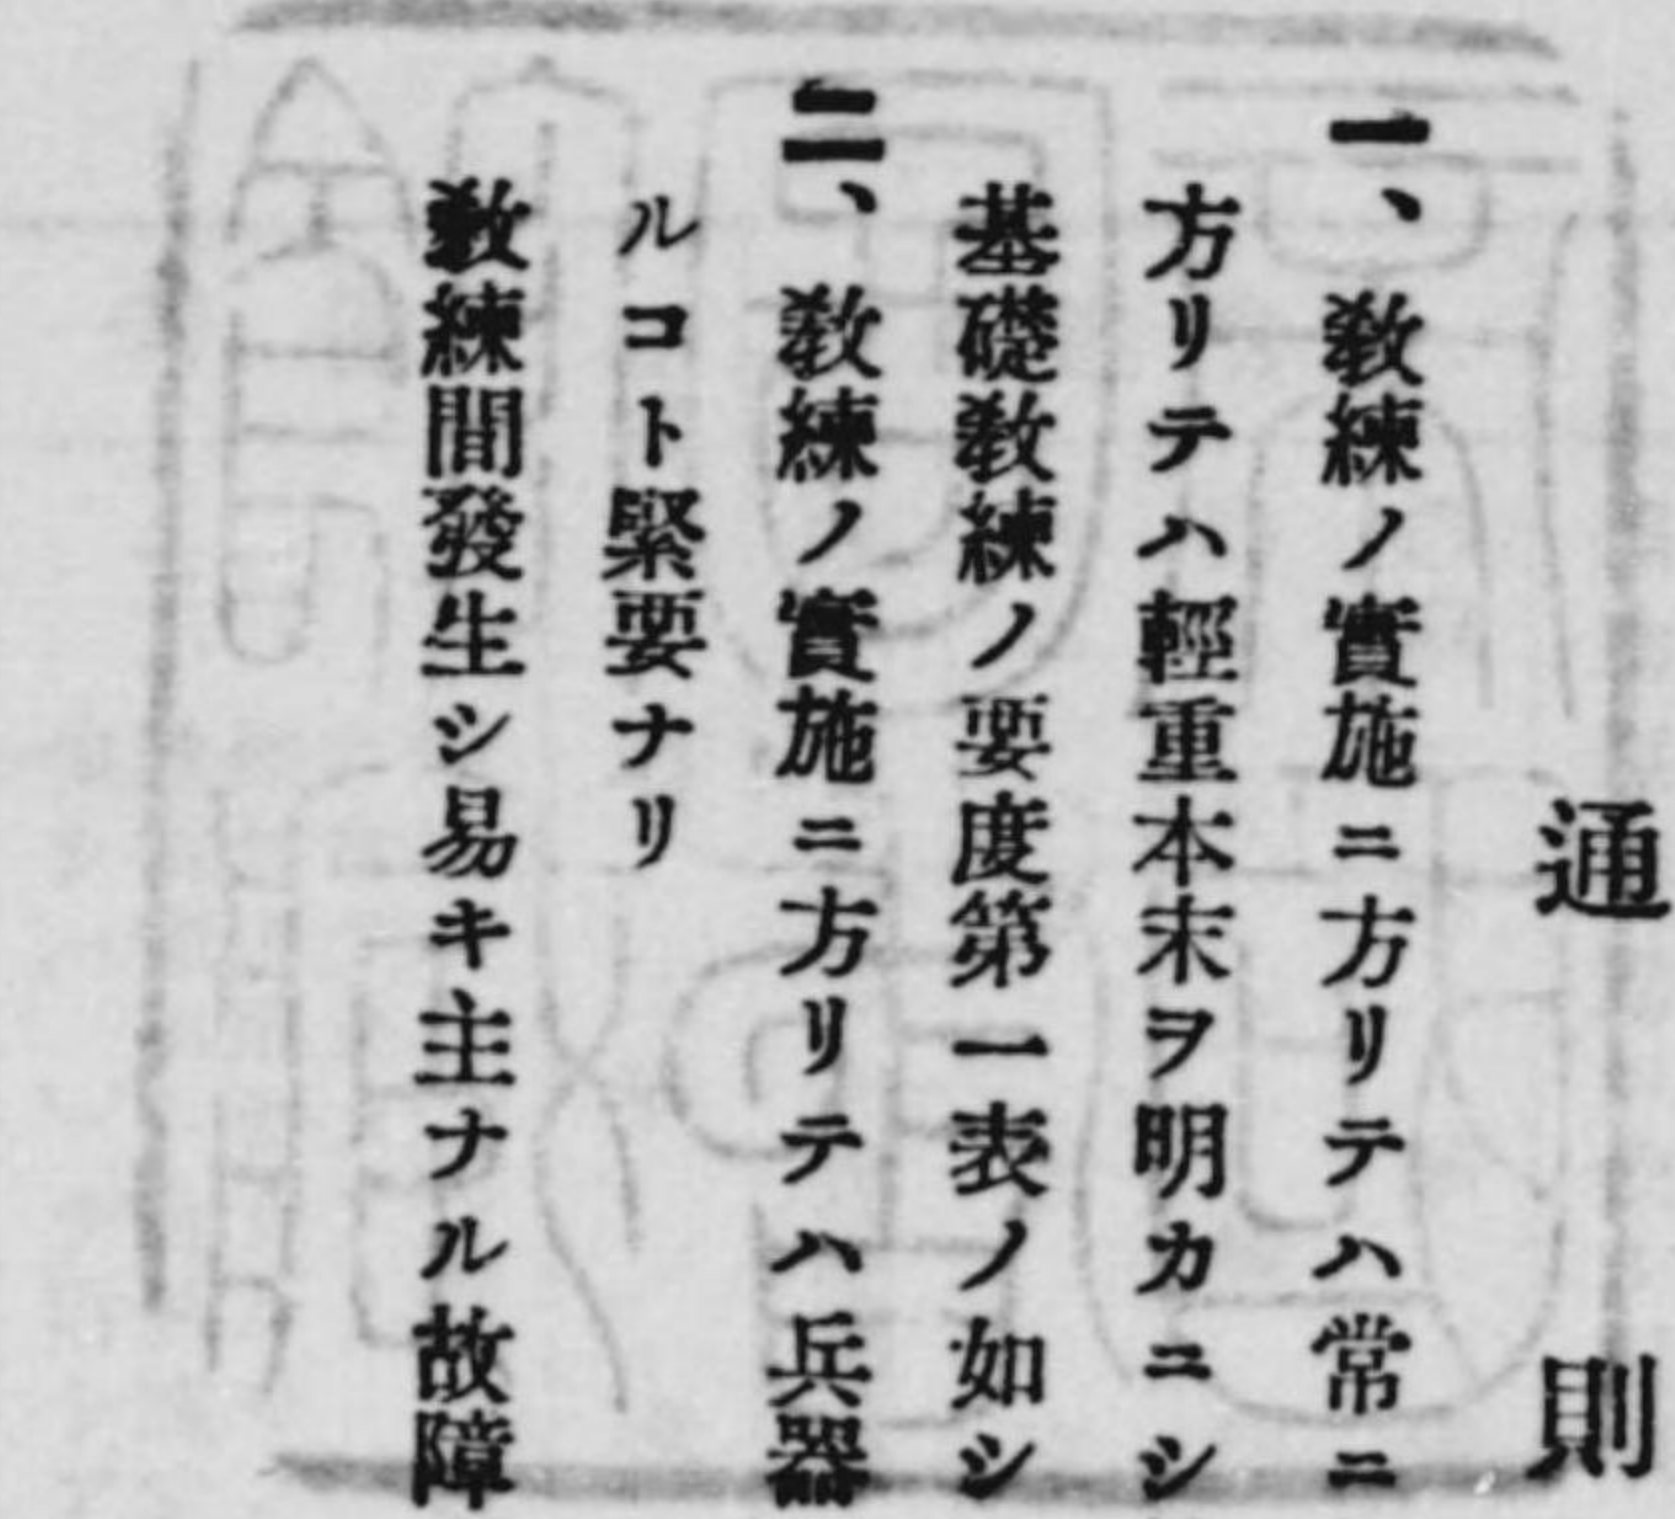 通則
一、敎練ノ實施ニ方リテハ常ニ
方リテハ輕重本末ヲ明カニシ
基礎敎練ノ要度第一表ノ如シ
二、敎練ノ實施ニ方リテハ兵器
ルコト緊要ナリ
敎練間發生シ易キ主ナル故障